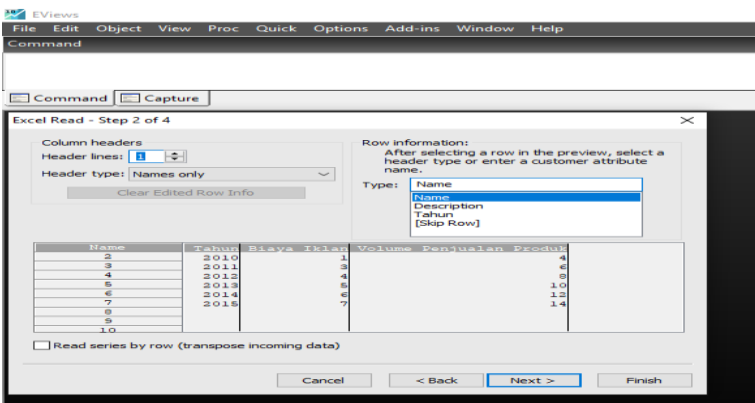 EViews
File Edit Object View Proc Quick Options Add-ins Window Help
Command
Command Capture
Excel Read - Step 2 of 4
Column headers
Header lines: 1
Header type: Names only
Clear Edited Row Info
Row information:
After selecting a row in the preview, select a
header type or enter a customer attribute
name.
Type: Name
Name
Description
Tahun
[Skip Row]
Name Tahun Biaya Iklan Volume Penjualan Produk
2 2010 1 4
3 2011 3 6
4 2012 4 8
5 2013 5 10
6 2014 6 12
7 2015 7 14
8
9
10
Read series by row (transpose incoming data)
Cancel < Back Next > Finish